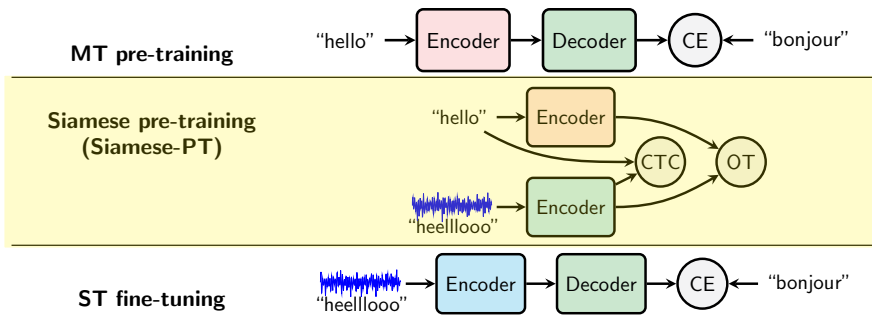 MT pre-training
"hello" Encoder Decoder CE "bonjour"
Siamese pre-training
(Siamese-PT)
"hello" Encoder
CTC OT
"heelllooo" Encoder
ST fine-tuning
"heelllooo" Encoder Decoder CE "bonjour"